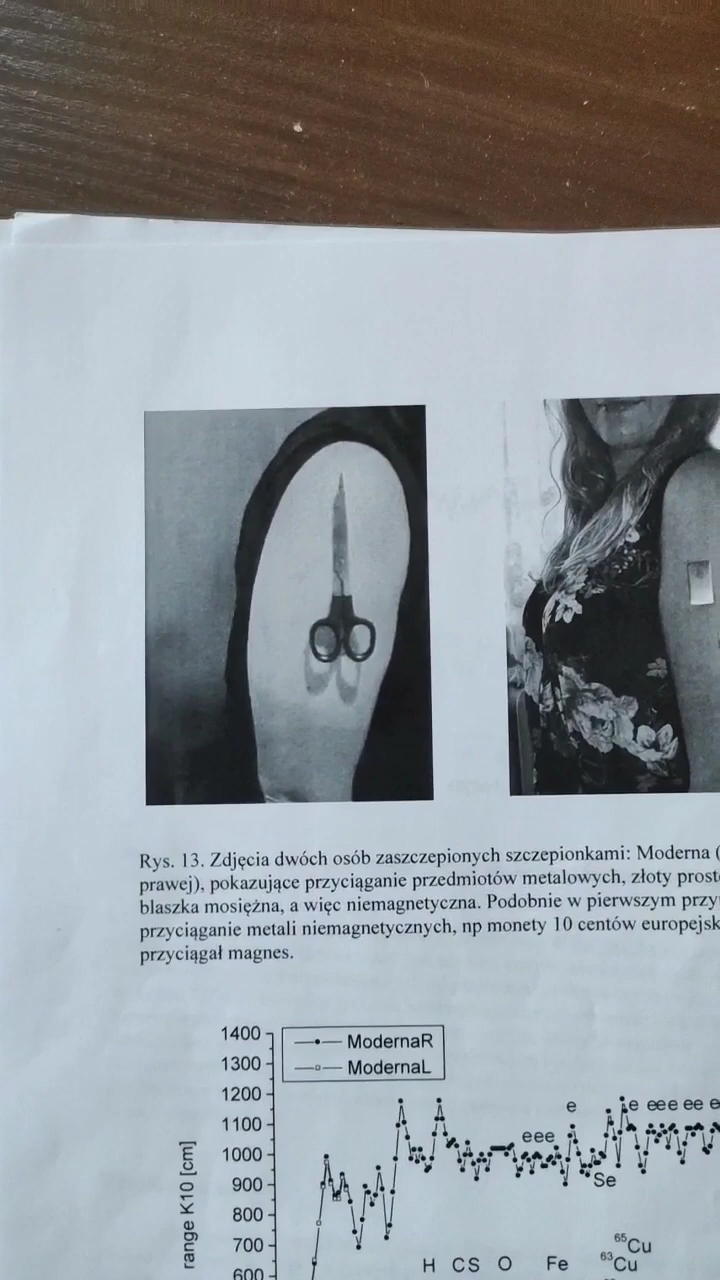 Rys. 13. Zdjęcia dwóch osób zaszczepionych szczepionkami: Moderna (
prawej), pokazujące przyciąganie przedmiotów metalowych, złoty prost
blaszka mosiężna, a więc niemagnetyczna. Podobnie w pierwszym przy
przyciąganie metali niemagnetycznych, np monety 10 centów europejsk
przyciągał magnes.
1400
ModernaR
1300
ModernaL
1200
e e eee ee e
1100
eee
1000
900
Se
800
700
600
range K10 [cm]
⁶⁵Cu
H CS O Fe ⁶³Cu